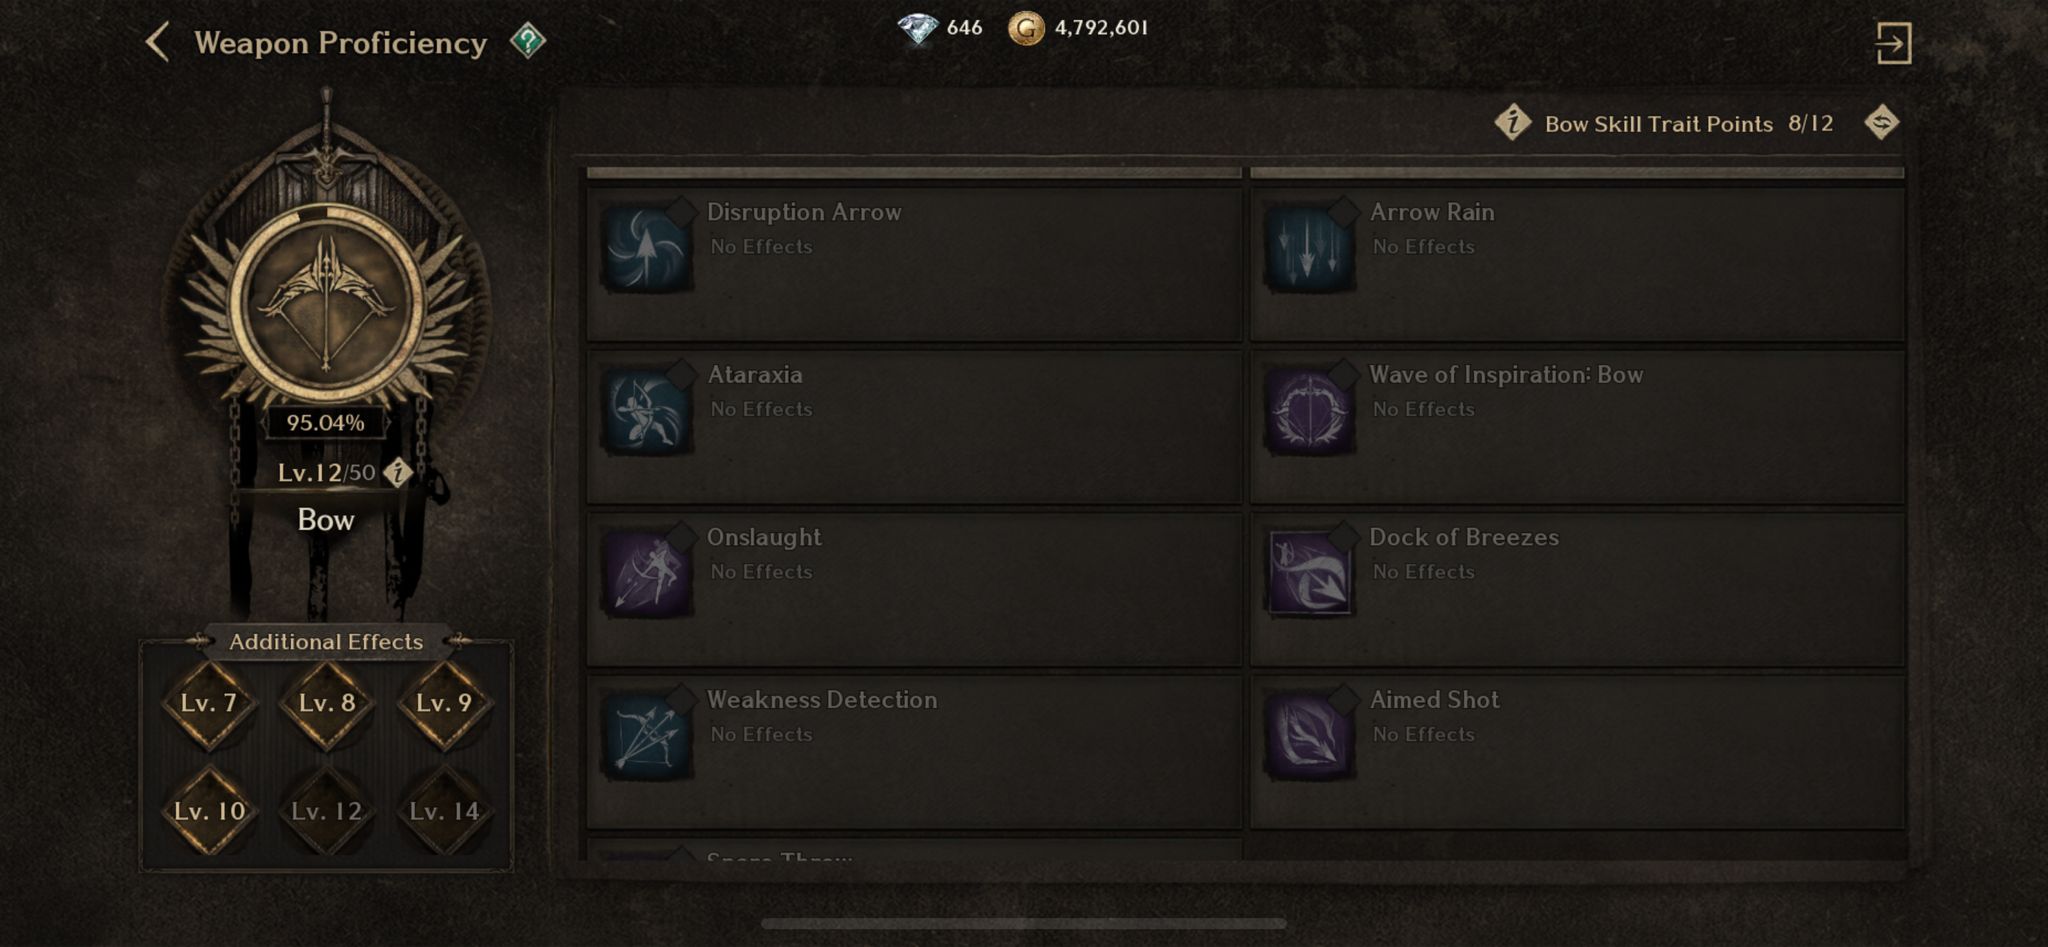 Weapon Proficiency
646
4,792,601
Bow Skill Trait Points 8/12
Disruption Arrow
No Effects
Arrow Rain
No Effects
Ataraxia
No Effects
Wave of Inspiration: Bow
No Effects
Onslaught
No Effects
Dock of Breezes
No Effects
Weakness Detection
No Effects
Aimed Shot
No Effects
95.04%
Lv.12/50
Bow
Additional Effects
Lv. 7
Lv. 8
Lv. 9
Lv. 10
Lv. 12
Lv. 14